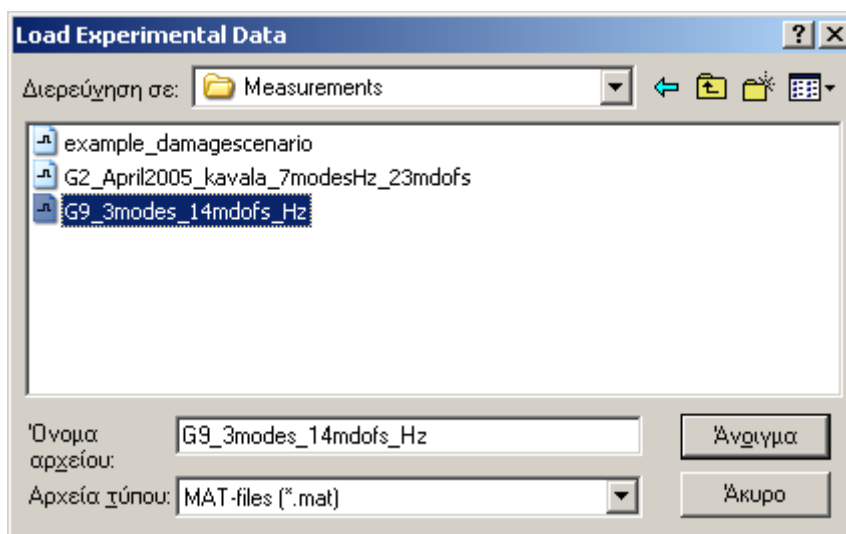 Load Experimental Data
Διερεύνηση σε: Measurements
example_damagescenario
G2_April2005_kavala_7modesHz_23mdofs
G9_3modes_14mdofs_Hz
Όνομα αρχείου: G9_3modes_14mdofs_Hz
Άνοιγμα
Αρχεία τύπου: MAT-files (*.mat)
Άκυρο